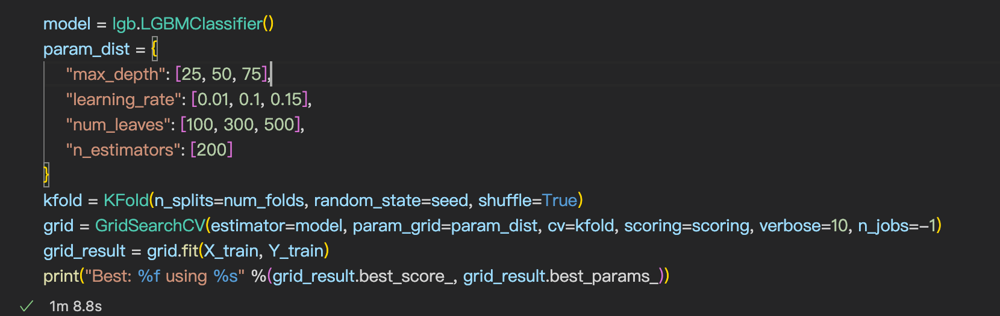 model = lgb.LGBMClassifier()
param_dist = {
"max_depth": [25, 50, 75],
"learning_rate": [0.01, 0.1, 0.15],
"num_leaves": [100, 300, 500],
"n_estimators": [200]
}
kfold = KFold(n_splits=num_folds, random_state=seed, shuffle=True)
grid = GridSearchCV(estimator=model, param_grid=param_dist, cv=kfold, scoring=scoring, verbose=10, n_jobs=-1)
grid_result = grid.fit(X_train, Y_train)
print("Best: %f using %s" %(grid_result.best_score_, grid_result.best_params_))
1m 8.8s